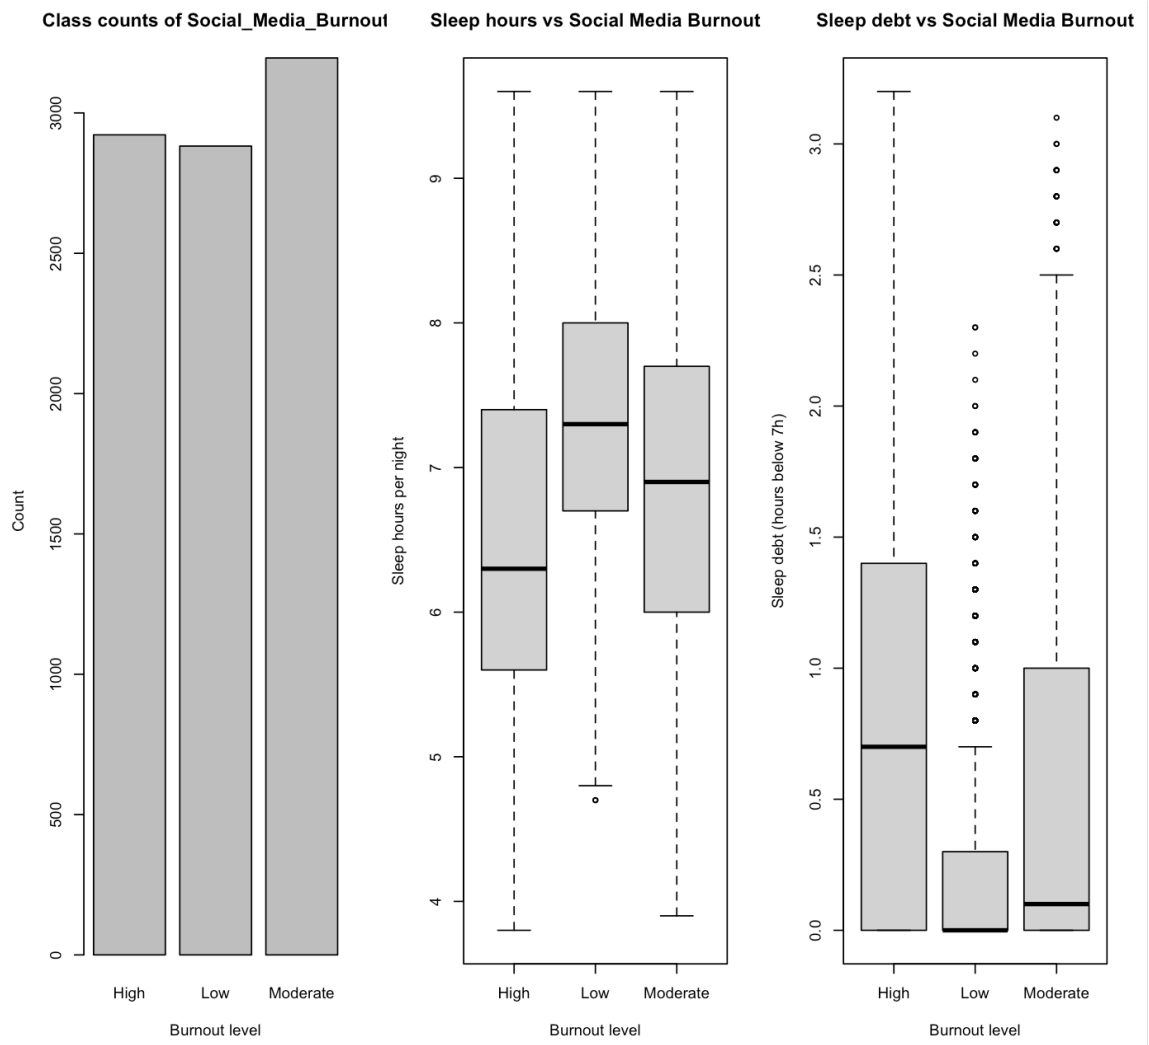 Class counts of Social_Media_Burnout
Count
3000
2500
2000
1500
1000
500
0
High Low Moderate
Burnout level
Sleep hours vs Social Media Burnout
Sleep hours per night
9
8
7
6
5
4
High Low Moderate
Burnout level
Sleep debt vs Social Media Burnout
Sleep debt (hours below 7h)
3.0
2.5
2.0
1.5
1.0
0.5
0.0
High Low Moderate
Burnout level